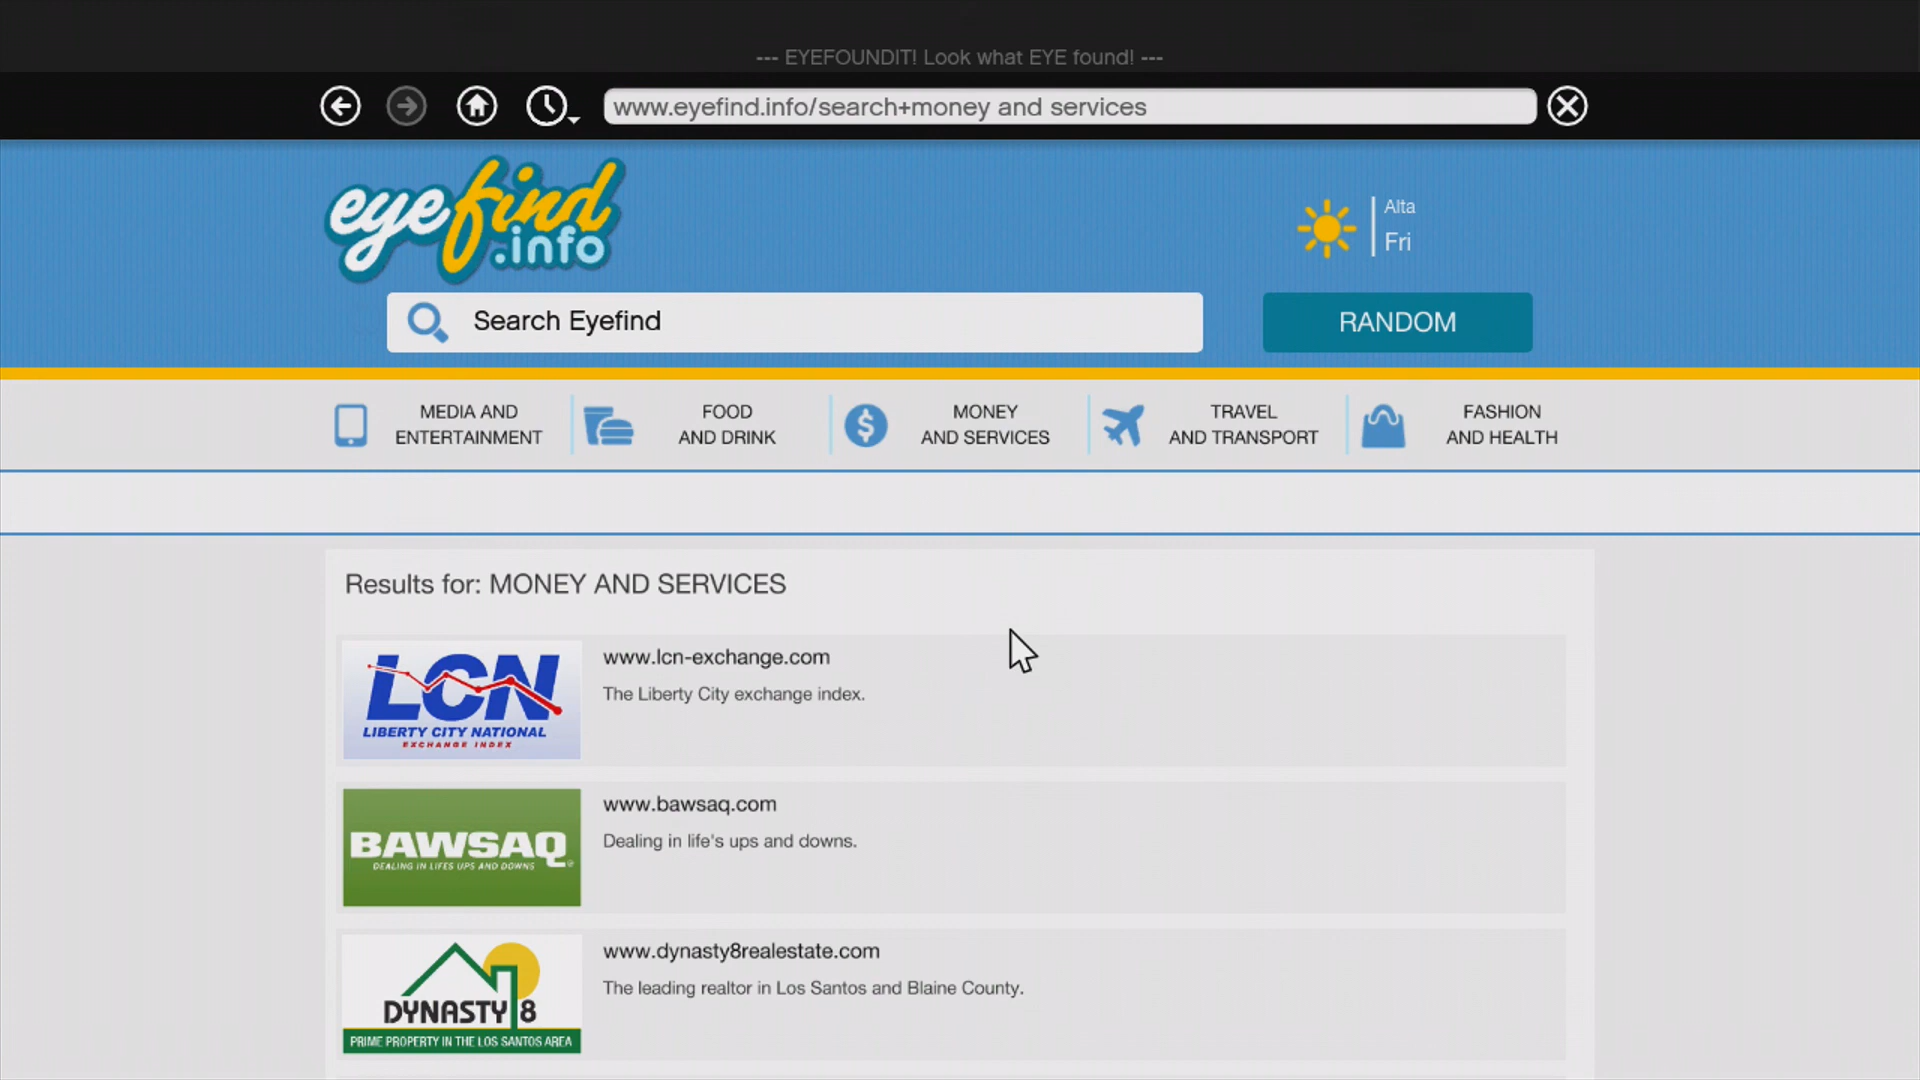 --- EYEFOUNDIT! Look what EYE found! ---
www.eyefind.info/search+money and services
eyefind
.info
Alta
Fri
Search Eyefind
RANDOM
MEDIA AND
ENTERTAINMENT
FOOD
AND DRINK
MONEY
AND SERVICES
TRAVEL
AND TRANSPORT
FASHION
AND HEALTH
Results for: MONEY AND SERVICES
LCN
LIBERTY CITY NATIONAL
EXCHANGE INDEX
www.lcn-exchange.com
The Liberty City exchange index.
BAWSAQ
DEALING IN LIFES UPS AND DOWNS
www.bawsaq.com
Dealing in life's ups and downs.
DYNASTY 8
PRIME PROPERTY IN THE LOS SANTOS AREA
www.dynasty8realestate.com
The leading realtor in Los Santos and Blaine County.